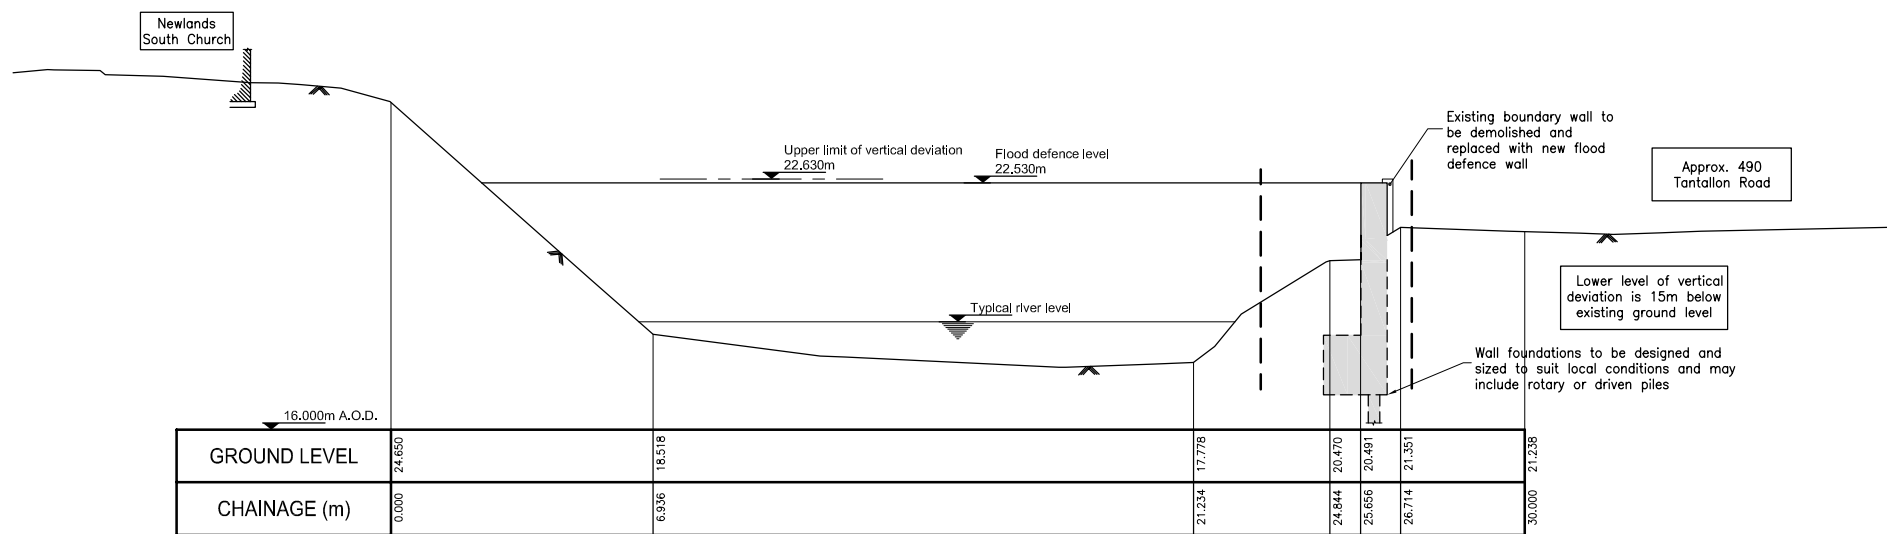 Newlands
South Church
Existing boundary wall to
be demolished and
replaced with new flood
defence wall
Upper limit of vertical deviation
22.630m
Flood defence level
22.530m
Approx. 490
Tantallon Road
Lower level of vertical
deviation is 15m below
existing ground level
Typical river level
Wall foundations to be designed and
sized to suit local conditions and may
include rotary or driven piles
16.000m A.O.D.
GROUND LEVEL
24.650
18.518
17.778
20.470
20.491
21.351
21.238
CHAINAGE (m)
0.000
6.936
21.234
24.844
25.656
26.714
30.000